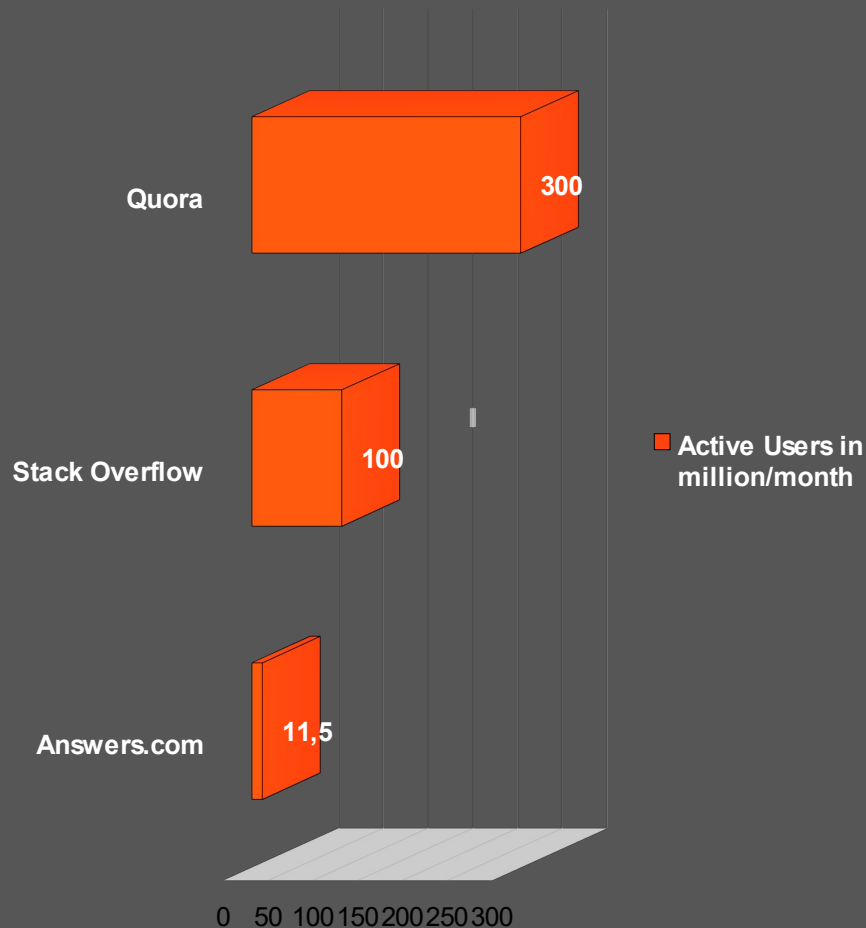 Quora
300
Stack Overflow
100
Active Users in
million/month
Answers.com
11,5
0 50 100 150 200 250 300